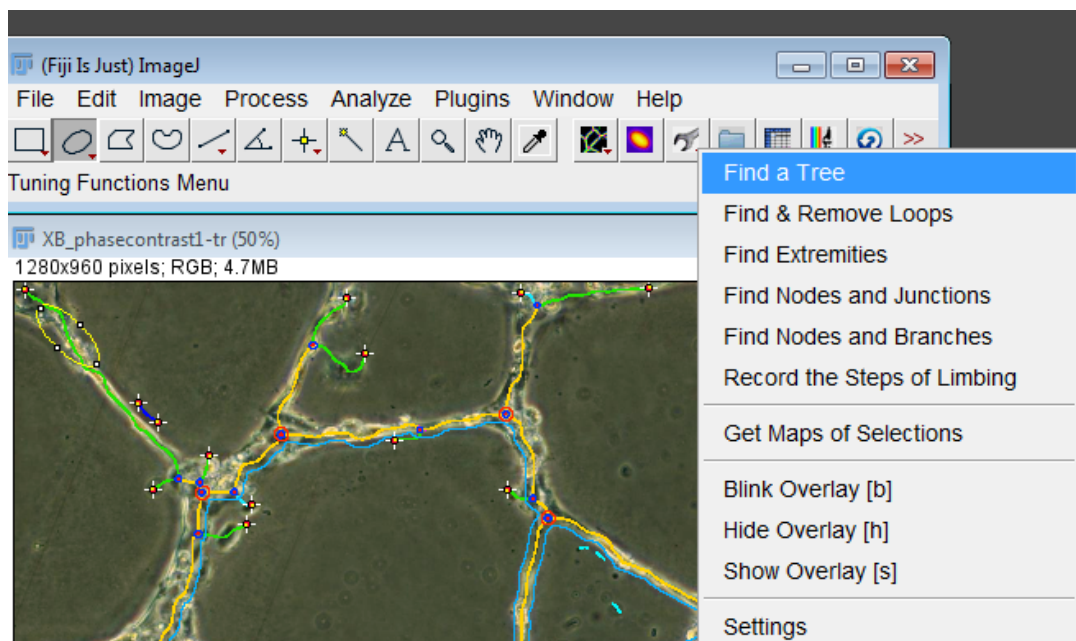 (Fiji Is Just) ImageJ
File Edit Image Process Analyze Plugins Window Help
A
>>
Tuning Functions Menu
XB_phasecontrast1-tr (50%)
1280x960 pixels; RGB; 4.7MB
Find a Tree
Find & Remove Loops
Find Extremities
Find Nodes and Junctions
Find Nodes and Branches
Record the Steps of Limbing
Get Maps of Selections
Blink Overlay [b]
Hide Overlay [h]
Show Overlay [s]
Settings